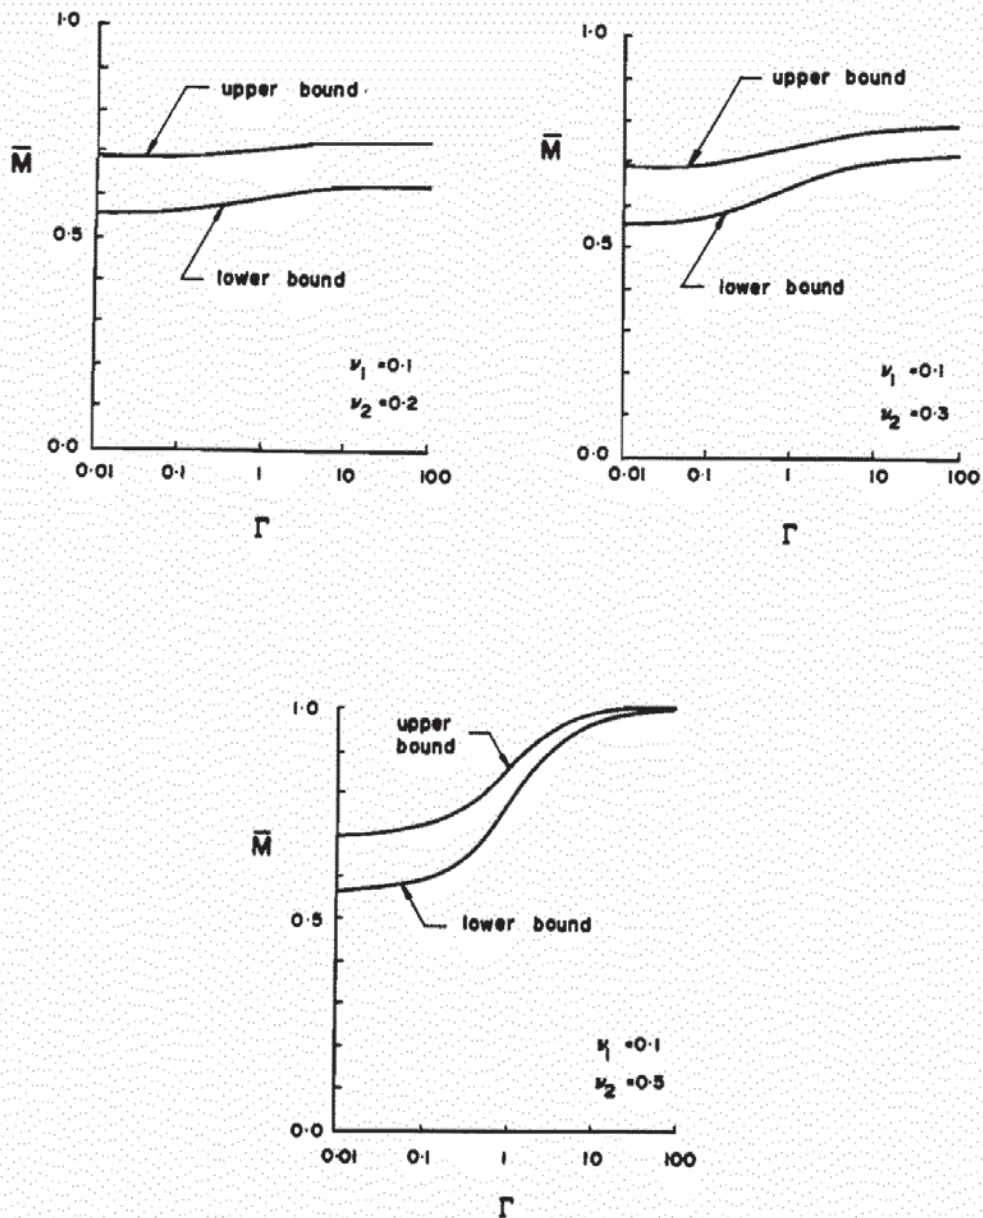 1·0
upper bound
M̅
0·5
lower bound
ν1 =0·1
ν2 =0·2
0·0
0·01 0·1 1 10 100
Γ
1·0
upper bound
M̅
0·5
lower bound
ν1 =0·1
ν2 =0·3
0·0
0·01 0·1 1 10 100
Γ
1·0
upper
bound
M̅
0·5
lower bound
ν1 =0·1
ν2 =0·5
0·0
0·01 0·1 1 10 100
Γ